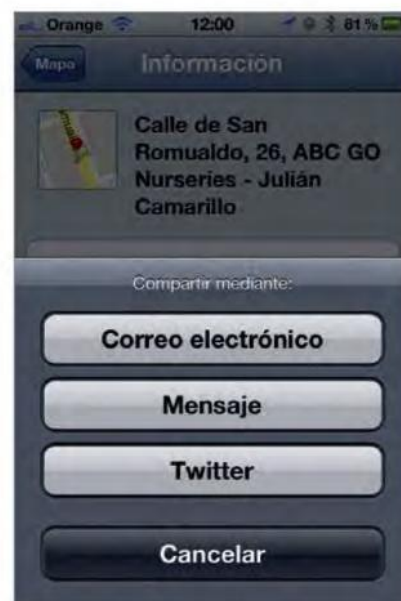 Orange 12:00 81 %
Mapa Información
Calle de San
Romualdo, 26, ABC GO
Nurseries - Julián
Camarillo
Compartir mediante:
Correo electrónico
Mensaje
Twitter
Cancelar